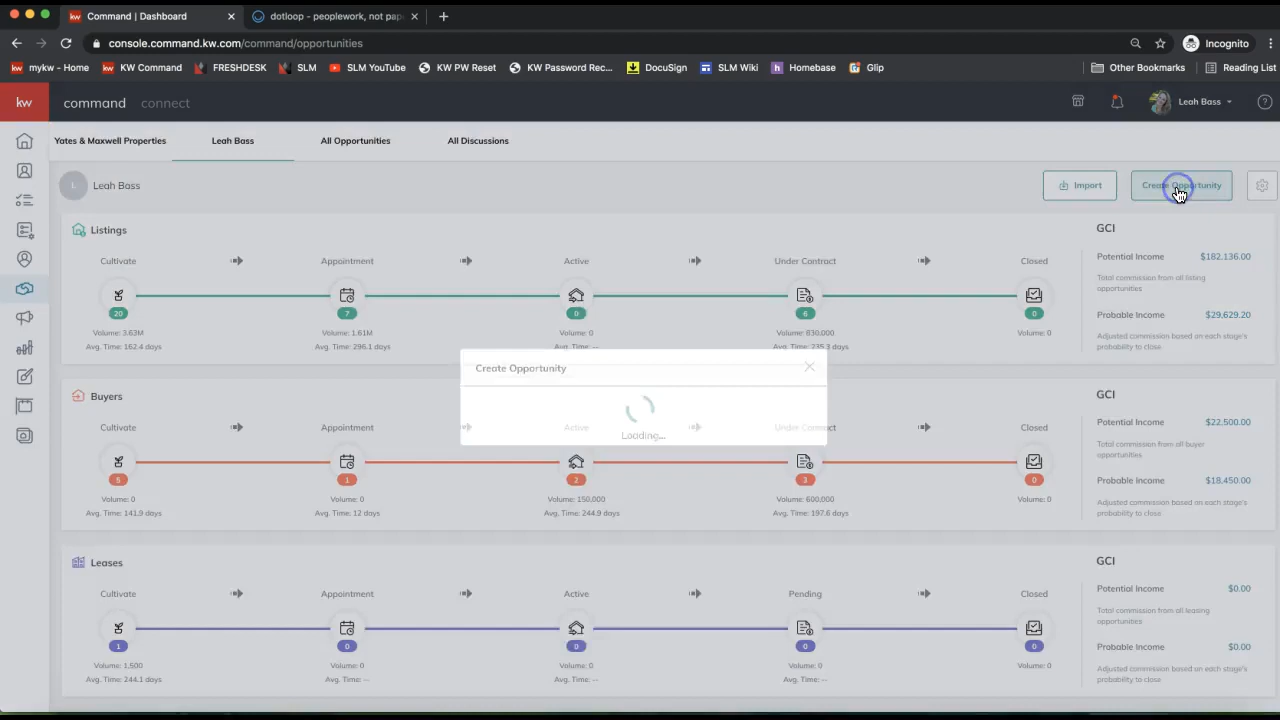 Command | Dashboard
dotloop - peoplework, not pap
console.command.kw.com/command/opportunities
Incognito
mykw - Home
KW Command
FRESHDESK
SLM
SLM YouTube
KW PW Reset
KW Password Rec...
DocuSign
SLM Wiki
Homebase
Glip
Other Bookmarks
Reading List
kw command connect
Leah Bass
Yates & Maxwell Properties
Leah Bass
All Opportunities
All Discussions
L Leah Bass
Import
Create Opportunity
Listings
GCI
Cultivate Appointment Active Under Contract Closed
Potential Income $182,136.00
Total commission from all listing
opportunities
20 7 0 6 0
Probable Income $29,629.20
Volume: 3.63M Volume: 1.61M Volume: 0 Volume: 830,000 Volume: 0
Avg. Time: 162.4 days Avg. Time: 296.1 days Avg. Time: -- Avg. Time: 235.3 days
Adjusted commission based on each stage's
probability to close
Create Opportunity
Loading...
Buyers
GCI
Cultivate Active Under Contract Closed
Appointment
Potential Income $22,500.00
Total commission from all buyer
opportunities
5 1 2 3 0
Probable Income $18,450.00
Volume: 0 Volume: 0 Volume: 150,000 Volume: 600,000 Volume: 0
Avg. Time: 141.9 days Avg. Time: 12 days Avg. Time: 244.9 days Avg. Time: 197.6 days
Adjusted commission based on each stage's
probability to close
Leases
GCI
Cultivate Appointment Active Pending Closed
Potential Income $0.00
Total commission from all leasing
opportunities
1 0 0 0 0
Probable Income $0.00
Volume: 1,500 Volume: 0 Volume: 0 Volume: 0 Volume: 0
Avg. Time: 244.1 days Avg. Time: -- Avg. Time: -- Avg. Time: --
Adjusted commission based on each stage's
probability to close